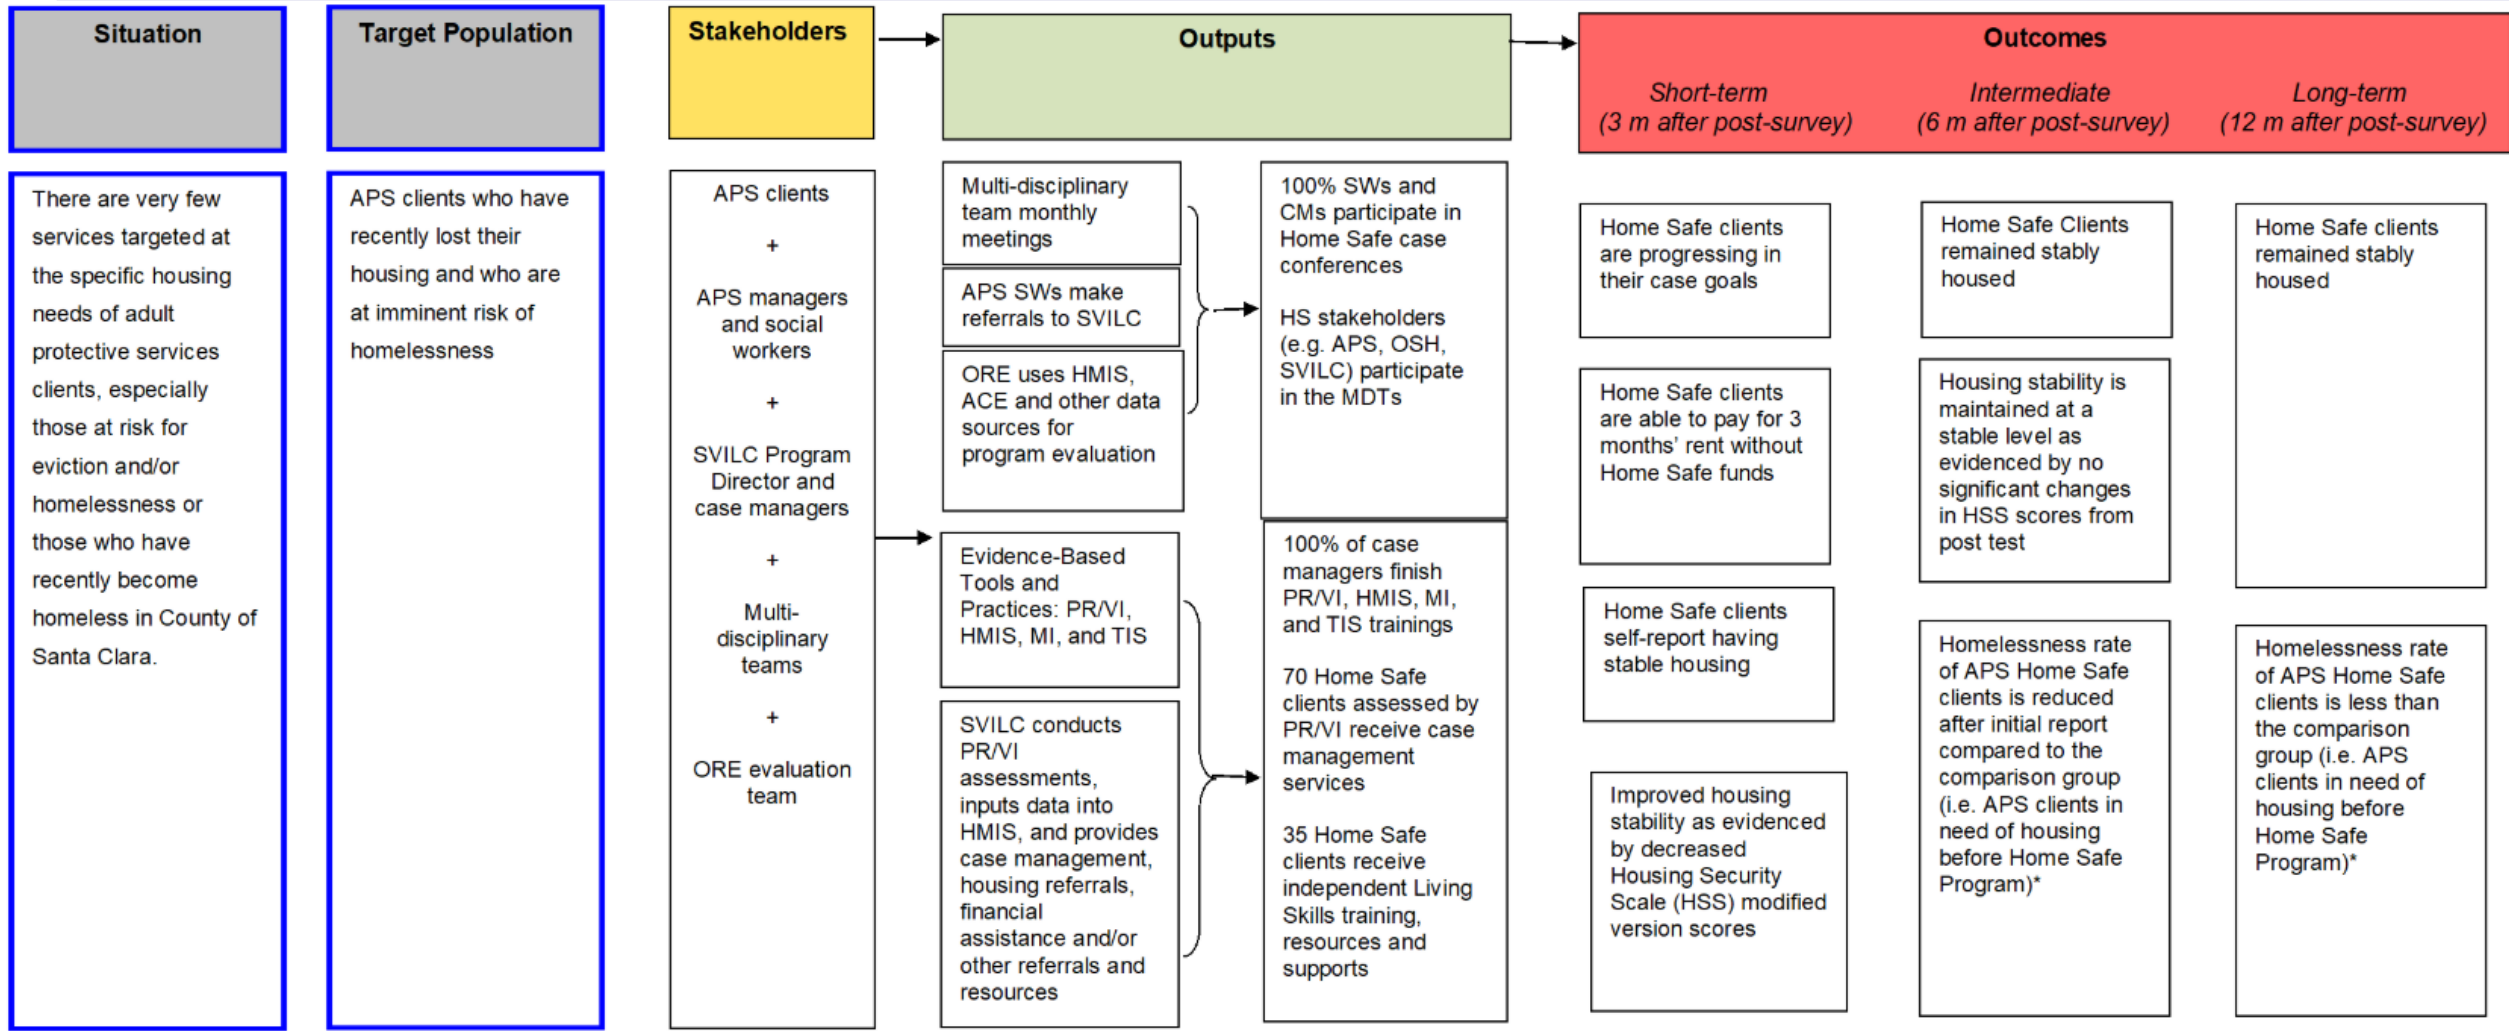 Situation
There are very few
services targeted at
the specific housing
needs of adult
protective services
clients, especially
those at risk for
eviction and/or
homelessness or
those who have
recently become
homeless in County of
Santa Clara.
Target Population
APS clients who have
recently lost their
housing and who are
at imminent risk of
homelessness
Stakeholders
APS clients
+
APS managers
and social
workers
+
SVILC Program
Director and
case managers
+
Multi-
disciplinary
teams
+
ORE evaluation
team
Outputs
Multi-disciplinary
team monthly
meetings
APS SWs make
referrals to SVILC
ORE uses HMIS,
ACE and other data
sources for
program evaluation
Evidence-Based
Tools and
Practices: PR/VI,
HMIS, MI, and TIS
SVILC conducts
PR/VI
assessments,
inputs data into
HMIS, and provides
case management,
housing referrals,
financial
assistance and/or
other referrals and
resources
100% SWs and
CMs participate in
Home Safe case
conferences
HS stakeholders
(e.g. APS, OSH,
SVILC) participate
in the MDTs
100% of case
managers finish
PR/VI, HMIS, MI,
and TIS trainings
70 Home Safe
clients assessed by
PR/VI receive case
management
services
35 Home Safe
clients receive
independent Living
Skills training,
resources and
supports
Outcomes
Short-term
(3 m after post-survey)
Home Safe clients
are progressing in
their case goals
Home Safe clients
are able to pay for 3
months' rent without
Home Safe funds
Home Safe clients
self-report having
stable housing
Improved housing
stability as evidenced
by decreased
Housing Security
Scale (HSS) modified
version scores
Intermediate
(6 m after post-survey)
Home Safe Clients
remained stably
housed
Housing stability is
maintained at a
stable level as
evidenced by no
significant changes
in HSS scores from
post test
Homelessness rate
of APS Home Safe
clients is reduced
after initial report
compared to the
comparison group
(i.e. APS clients in
need of housing
before Home Safe
Program)*
Long-term
(12 m after post-survey)
Home Safe clients
remained stably
housed
Homelessness rate
of APS Home Safe
clients is less than
the comparison
group (i.e. APS
clients in need of
housing before
Home Safe
Program)*